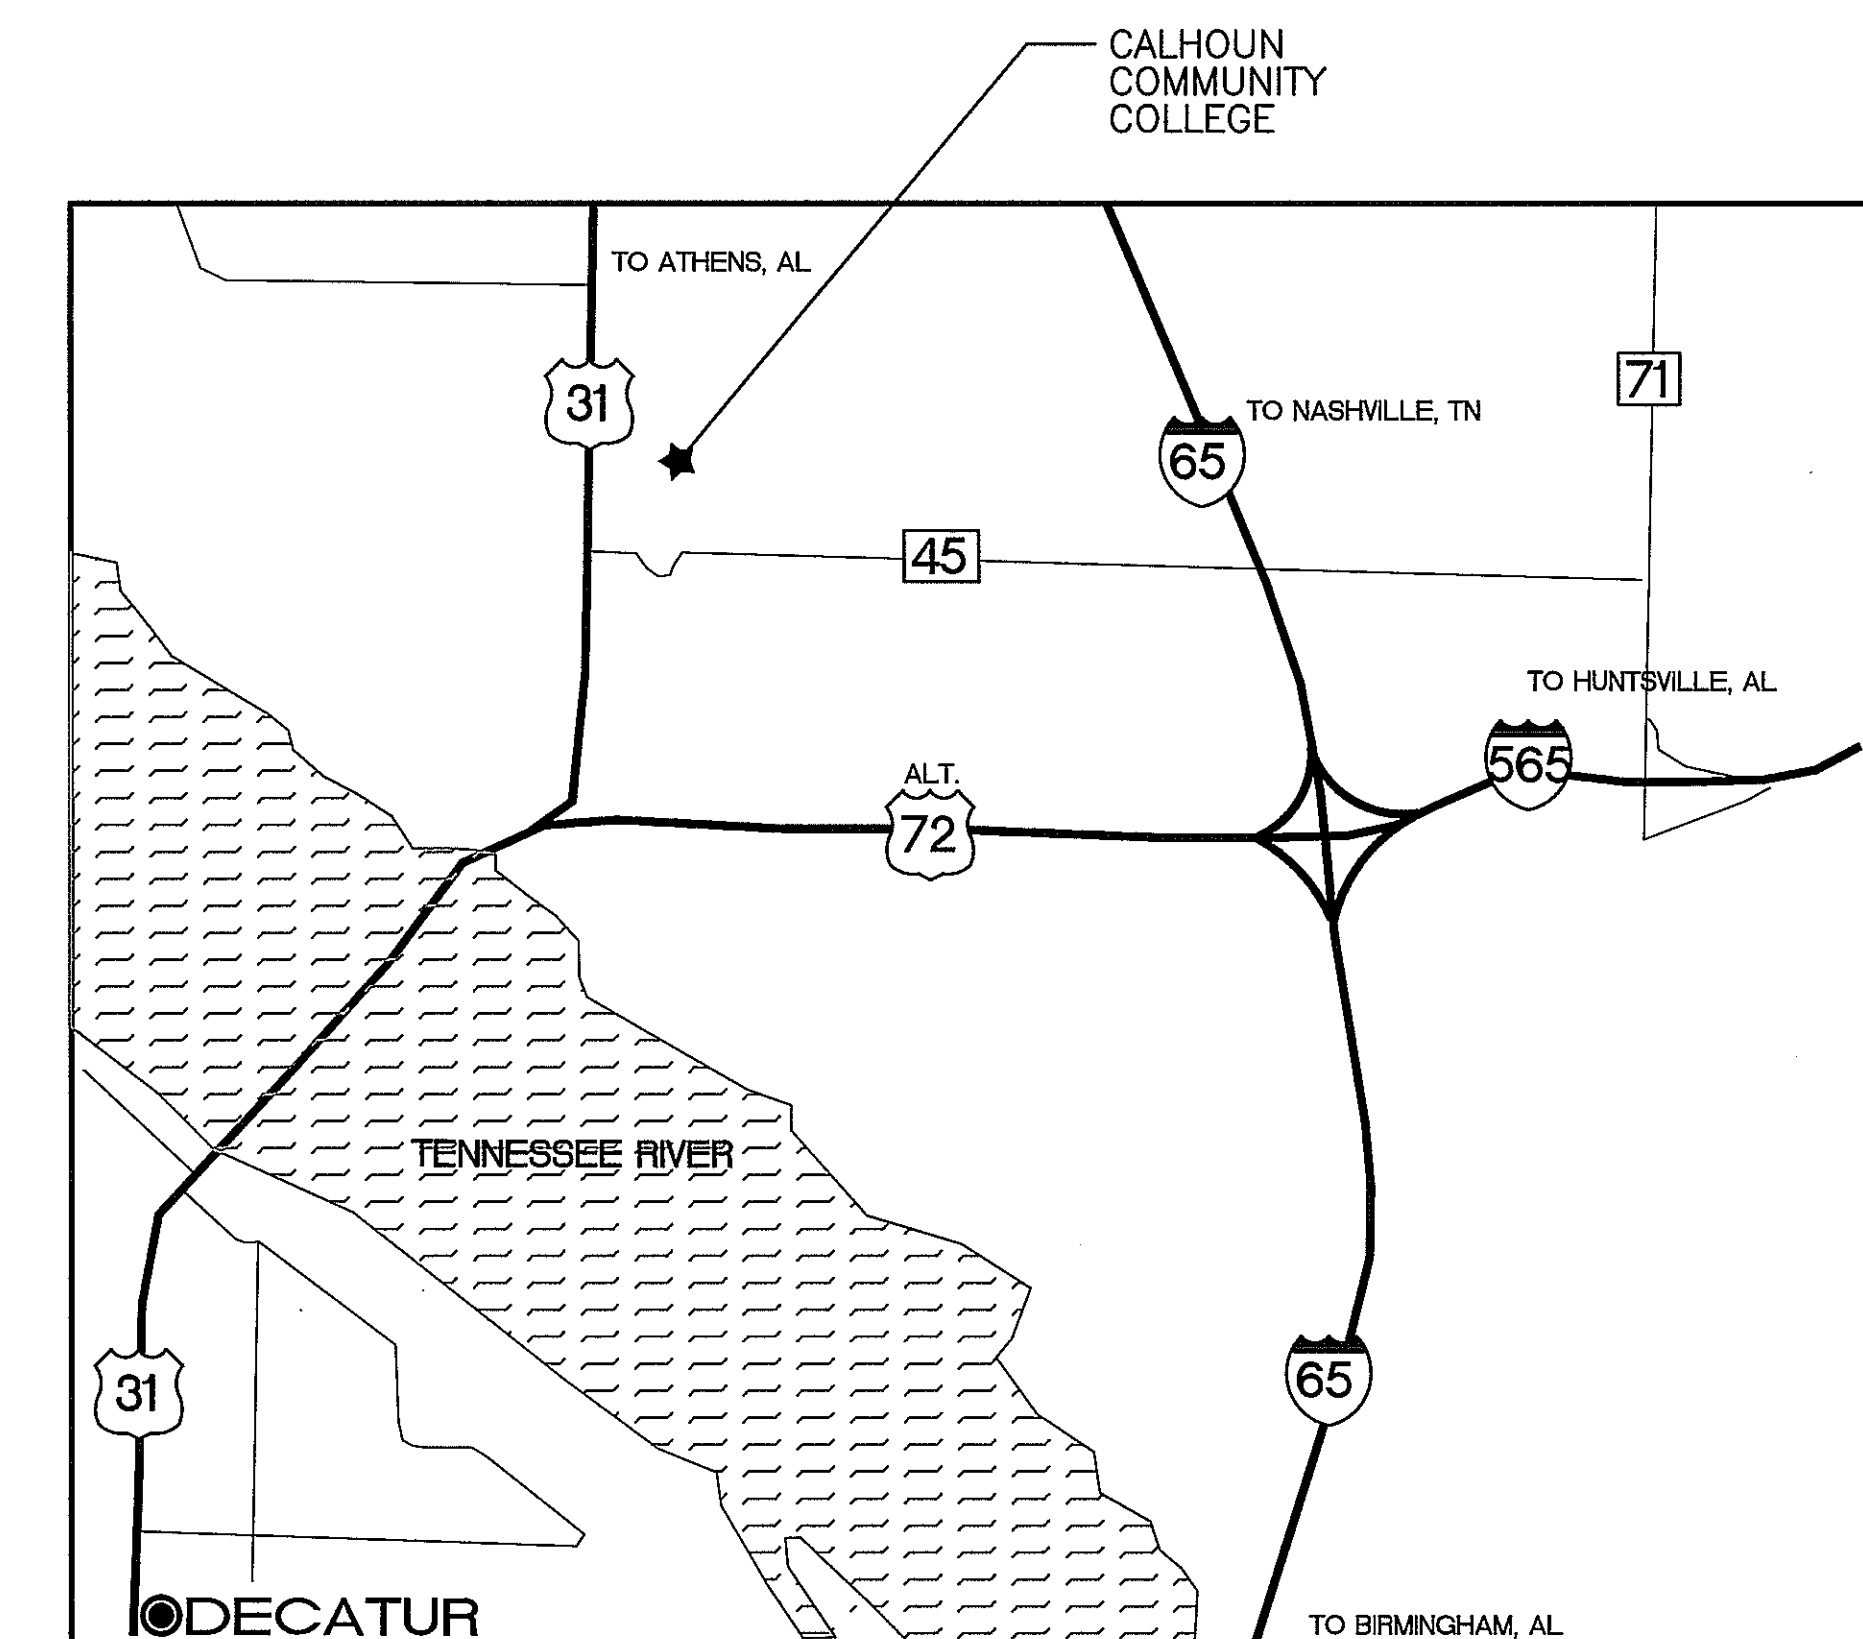 CALHOUN
COMMUNITY
COLLEGE
TO ATHENS, AL
31
71
TO NASHVILLE, TN
65
45
TO HUNTSVILLE, AL
565
ALT.
72
TENNESSEE RIVER
65
31
DECATUR
TO BIRMINGHAM, AL